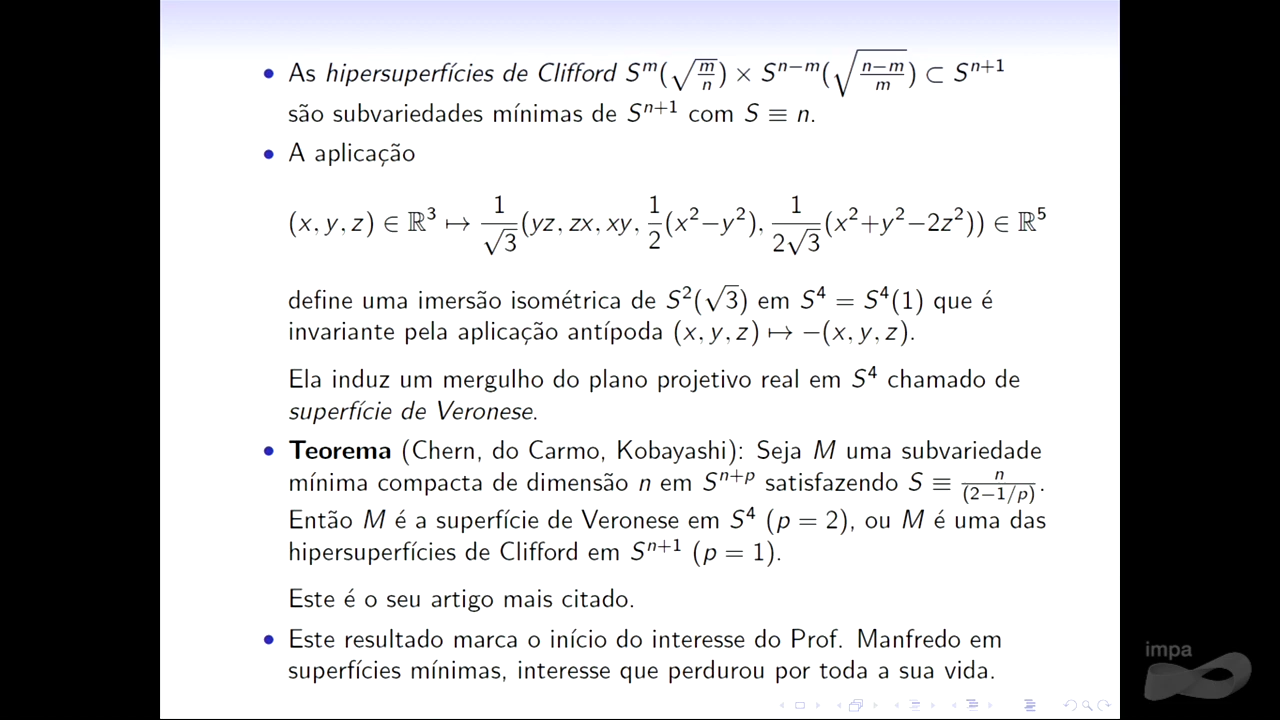 • As hipersuperfícies de Clifford S^m(√(m/n)) × S^{n−m}(√((n−m)/m)) ⊂ S^{n+1}
são subvariedades mínimas de S^{n+1} com S ≡ n.
• A aplicação
(x, y, z) ∈ ℝ³ ↦ 1/√3 (yz, zx, xy, 1/2 (x²−y²), 1/(2√3) (x²+y²−2z²)) ∈ ℝ⁵
define uma imersão isométrica de S²(√3) em S⁴ = S⁴(1) que é
invariante pela aplicação antípoda (x, y, z) ↦ −(x, y, z).
Ela induz um mergulho do plano projetivo real em S⁴ chamado de
superfície de Veronese.
• Teorema (Chern, do Carmo, Kobayashi): Seja M uma subvariedade
mínima compacta de dimensão n em S^{n+p} satisfazendo S ≡ n/(2−1/p).
Então M é a superfície de Veronese em S⁴ (p = 2), ou M é uma das
hipersuperfícies de Clifford em S^{n+1} (p = 1).
Este é o seu artigo mais citado.
• Este resultado marca o início do interesse do Prof. Manfredo em
superfícies mínimas, interesse que perdurou por toda a sua vida.
impa